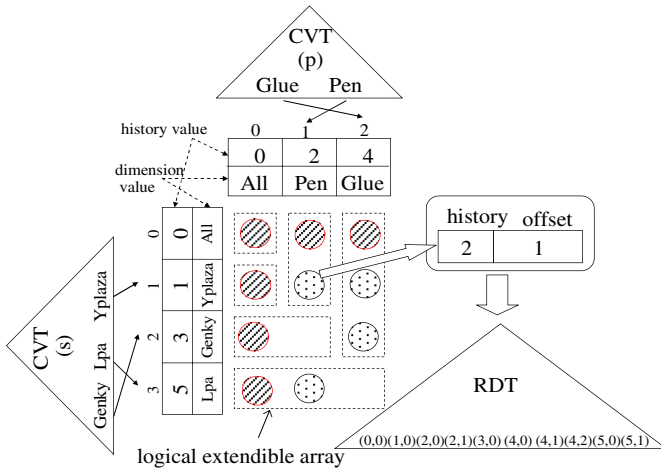 CVT
(p)
Glue Pen
history value
0 1 2
0 2 4
dimension
value
All Pen Glue
0 0 All
1 1 Yplaza
2 3 Genky
3 5 Lpa
CVT
(s)
Yplaza
Lpa
Genky
history offset
2 1
RDT
(0,0)(1,0)(2,0)(2,1)(3,0) (4,0) (4,1)(4,2)(5,0)(5,1)
logical extendible array